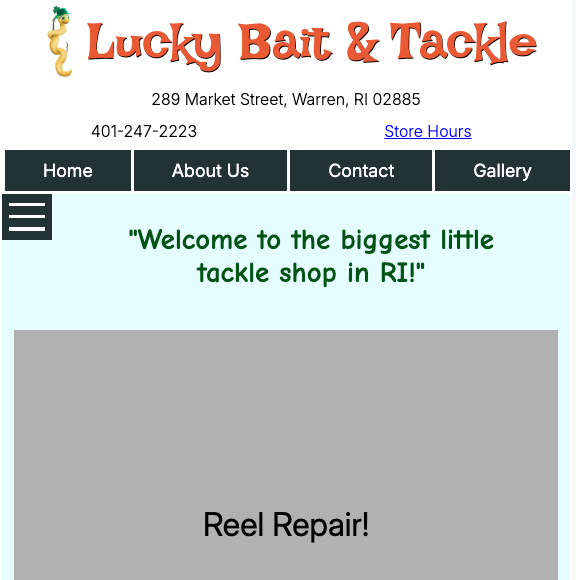 Lucky Bait & Tackle
289 Market Street, Warren, RI 02885
401-247-2223 Store Hours
Home About Us Contact Gallery
"Welcome to the biggest little
tackle shop in RI!"
Reel Repair!